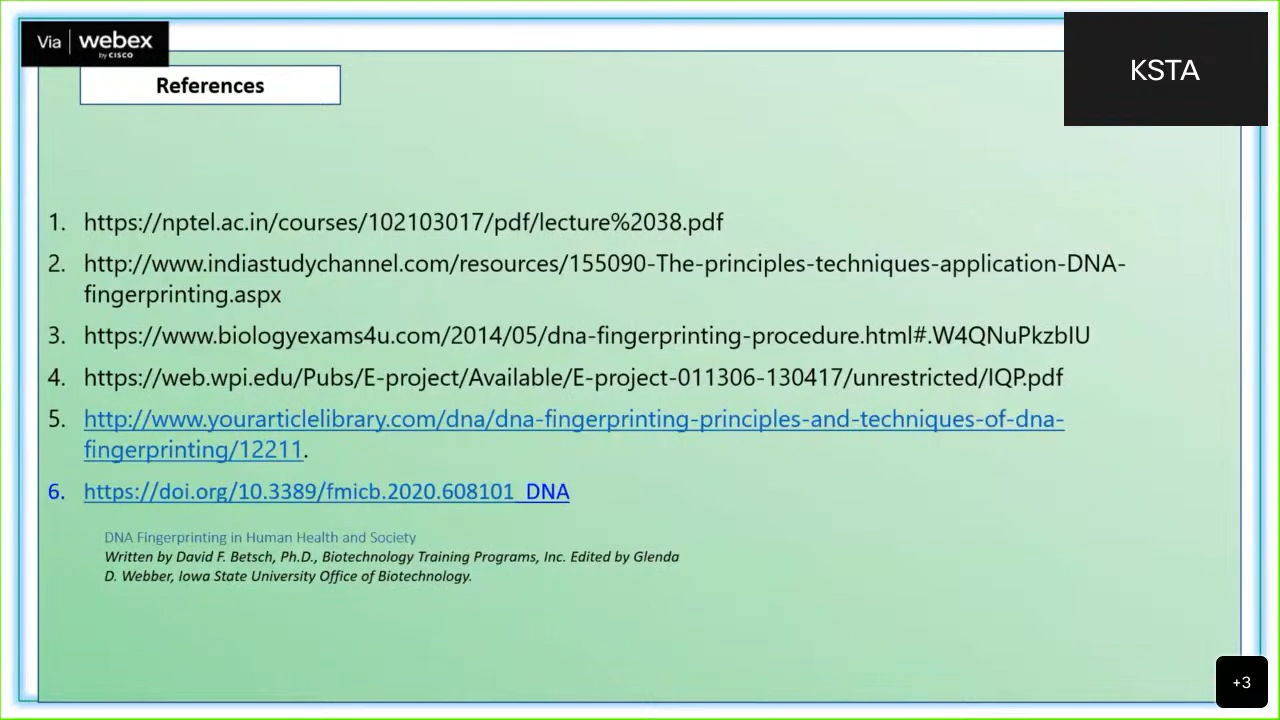 Via webex
by CISCO
KSTA
References
1. https://nptel.ac.in/courses/102103017/pdf/lecture%2038.pdf
2. http://www.indiastudychannel.com/resources/155090-The-principles-techniques-application-DNA-
fingerprinting.aspx
3. https://www.biologyexams4u.com/2014/05/dna-fingerprinting-procedure.html#.W4QNuPkzbIU
4. https://web.wpi.edu/Pubs/E-project/Available/E-project-011306-130417/unrestricted/IQP.pdf
5. http://www.yourarticlelibrary.com/dna/dna-fingerprinting-principles-and-techniques-of-dna-
fingerprinting/12211.
6. https://doi.org/10.3389/fmicb.2020.608101 DNA
DNA Fingerprinting in Human Health and Society
Written by David F. Betsch, Ph.D., Biotechnology Training Programs, Inc. Edited by Glenda
D. Webber, Iowa State University Office of Biotechnology.
+3